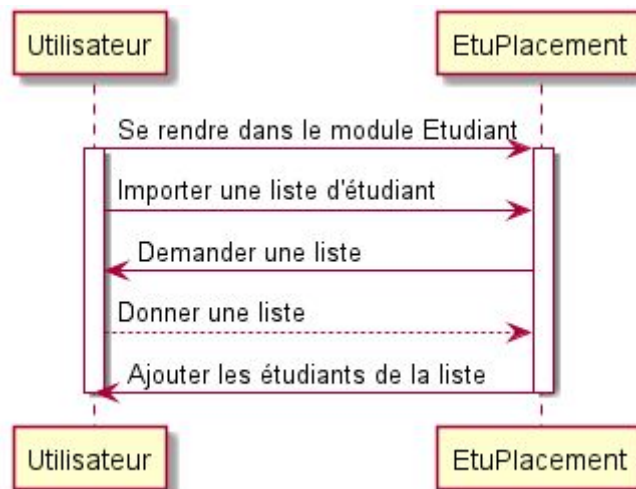 Utilisateur
EtuPlacement
Se rendre dans le module Etudiant
Importer une liste d'étudiant
Demander une liste
Donner une liste
Ajouter les étudiants de la liste
Utilisateur
EtuPlacement